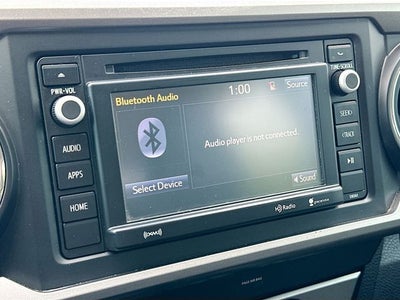 PWR•VOL
TUNE•SCROLL
Bluetooth Audio
1:00
Source
SEEK>
<TRACK
AUDIO
Audio player is not connected.
APPS
Select Device
Sound
HOME
(((XM)))
HD Radio